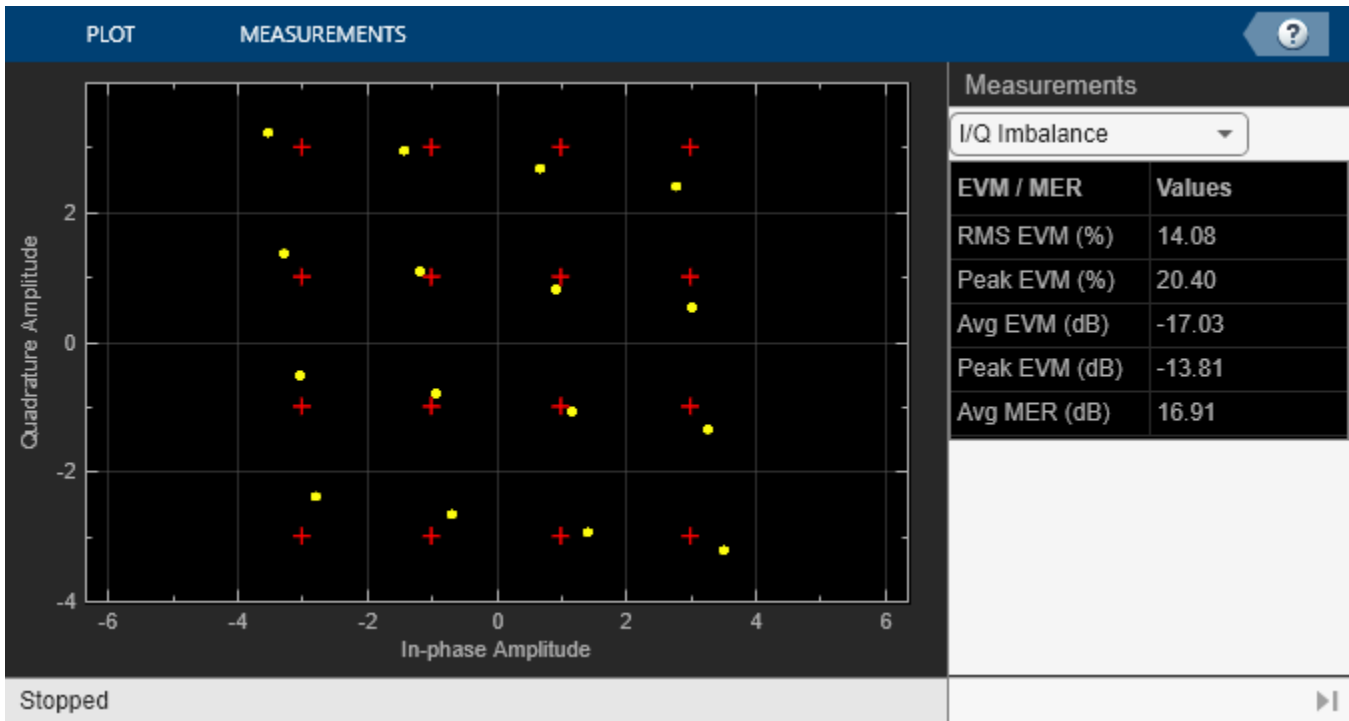 PLOT MEASUREMENTS ?
Measurements
I/Q Imbalance
EVM / MER Values
RMS EVM (%) 14.08
Peak EVM (%) 20.40
Avg EVM (dB) -17.03
Peak EVM (dB) -13.81
Avg MER (dB) 16.91
Quadrature Amplitude
2
0
-2
-4
-6 -4 -2 0 2 4 6
In-phase Amplitude
Stopped